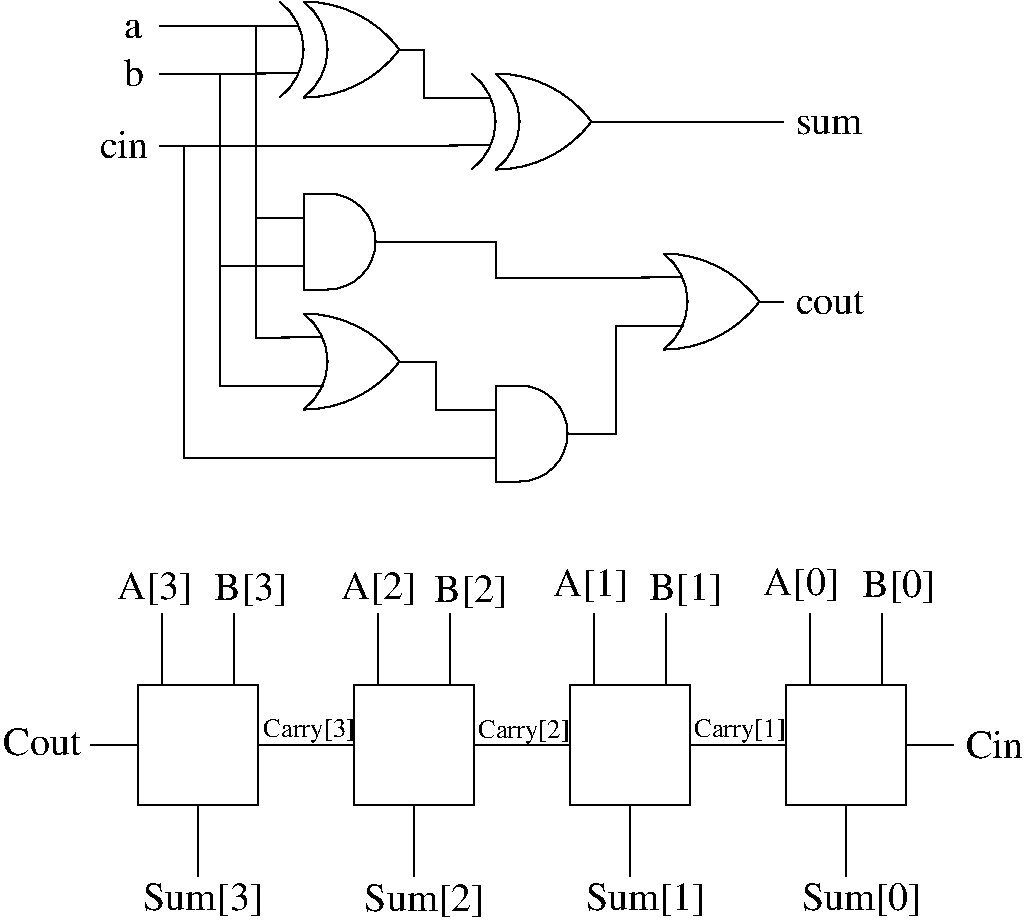 a
b
cin
sum
cout
A[3] B[3] A[2] B[2] A[1] B[1] A[0] B[0]
Cout Carry[3] Carry[2] Carry[1] Cin
Sum[3] Sum[2] Sum[1] Sum[0]